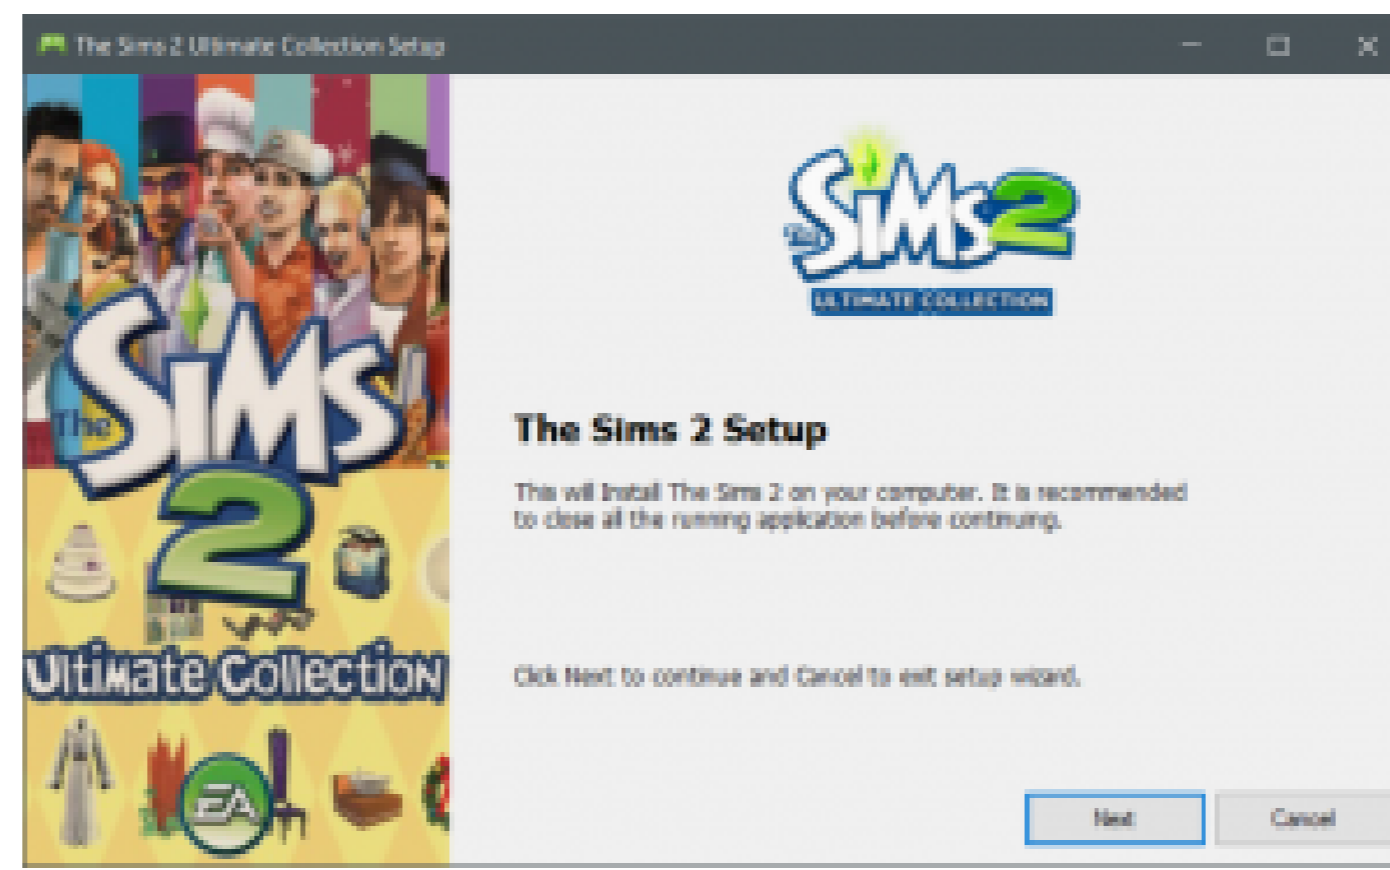 The Sims 2 Ultimate Collection Setup
The Sims 2
ULTIMATE COLLECTION
The Sims
2
Ultimate Collection
EA
The Sims 2 Setup
This will Install The Sims 2 on your computer. It is recommended
to close all the running application before continuing.
Click Next to continue and Cancel to exit setup wizard.
Next
Cancel